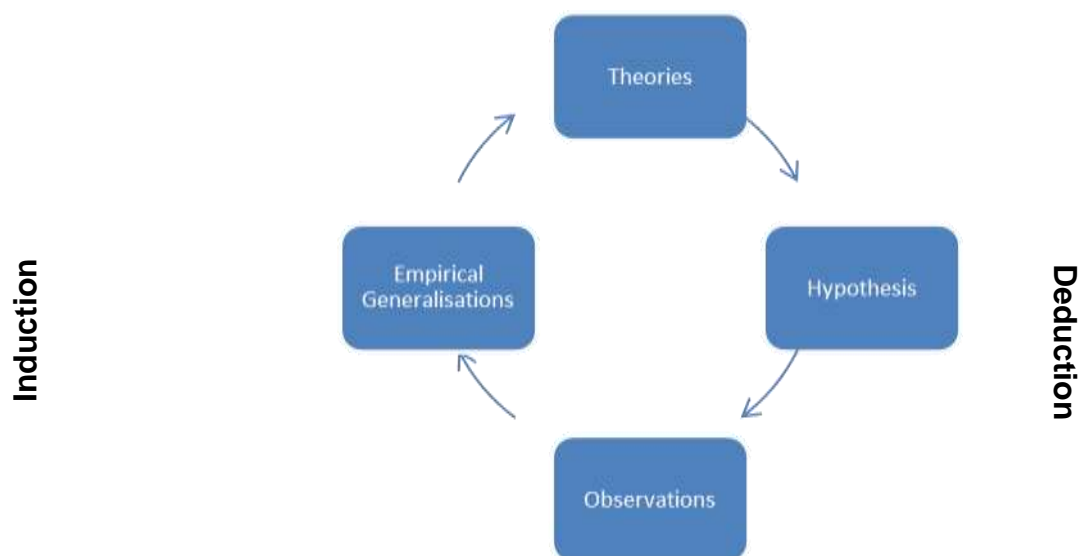 Theories
Induction
Empirical
Generalisations
Hypothesis
Deduction
Observations